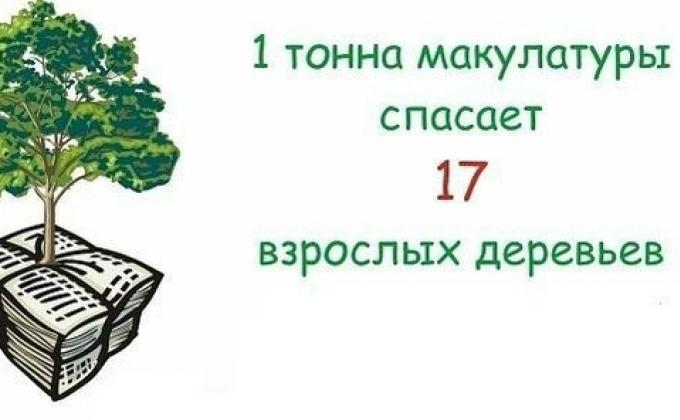 1 тонна макулатуры
спасает
17
взрослых деревьев